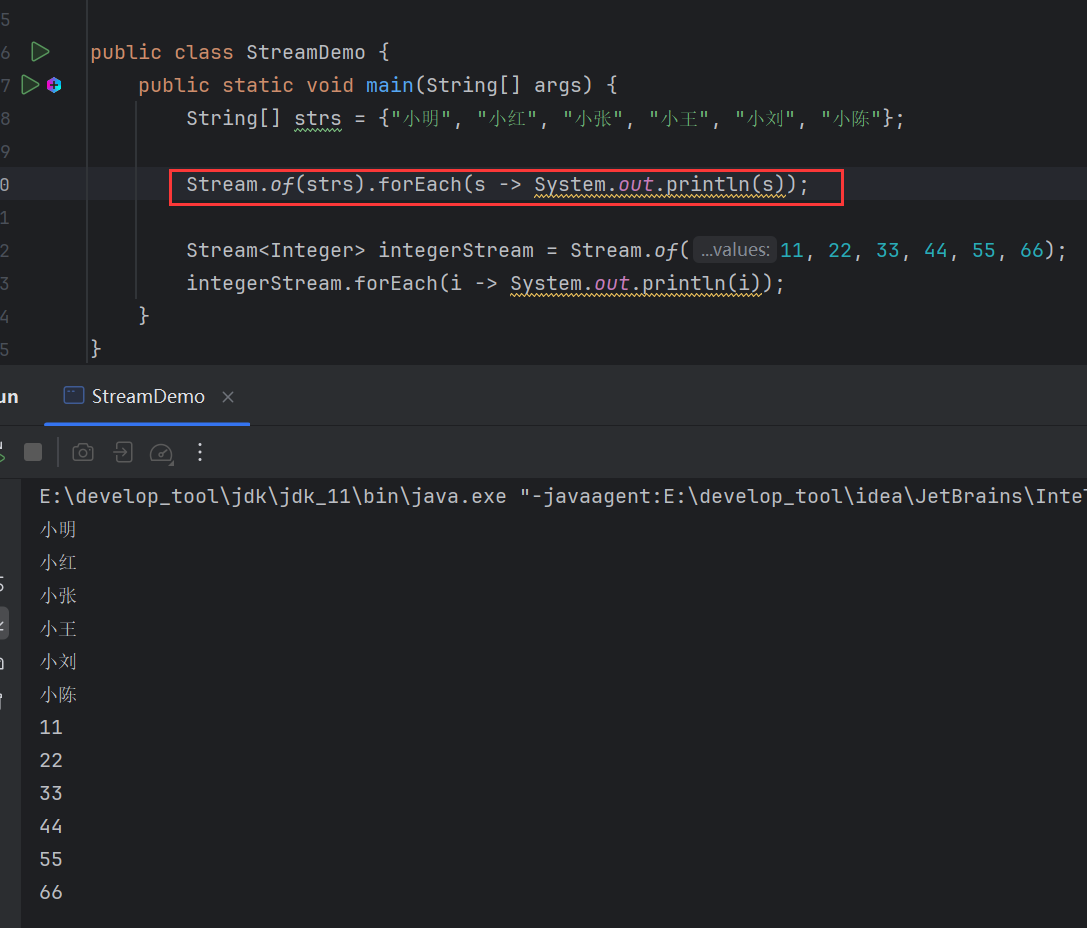 5
6 public class StreamDemo {
7 public static void main(String[] args) {
8 String[] strs = {"小明", "小红", "小张", "小王", "小刘", "小陈"};
9
0 Stream.of(strs).forEach(s -> System.out.println(s));
1
2 Stream<Integer> integerStream = Stream.of( ...values: 11, 22, 33, 44, 55, 66);
3 integerStream.forEach(i -> System.out.println(i));
4 }
5 }
un StreamDemo ×
E:\develop_tool\jdk\jdk_11\bin\java.exe "-javaagent:E:\develop_tool\idea\JetBrains\Inte
小明
小红
小张
小王
小刘
小陈
11
22
33
44
55
66